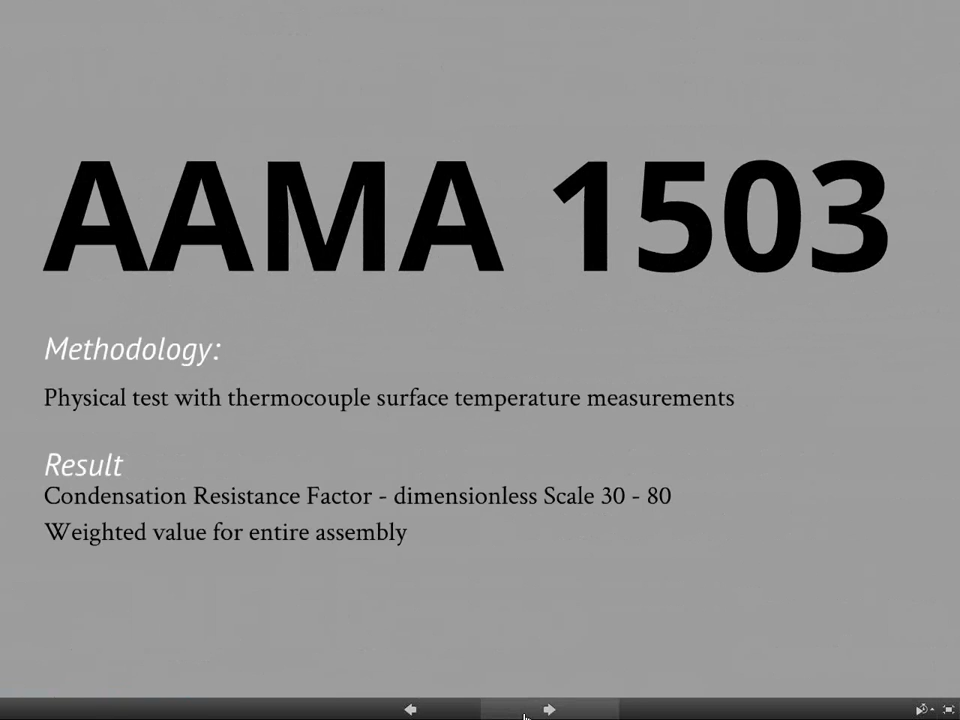 AAMA 1503
Methodology:
Physical test with thermocouple surface temperature measurements
Result
Condensation Resistance Factor - dimensionless Scale 30 - 80
Weighted value for entire assembly